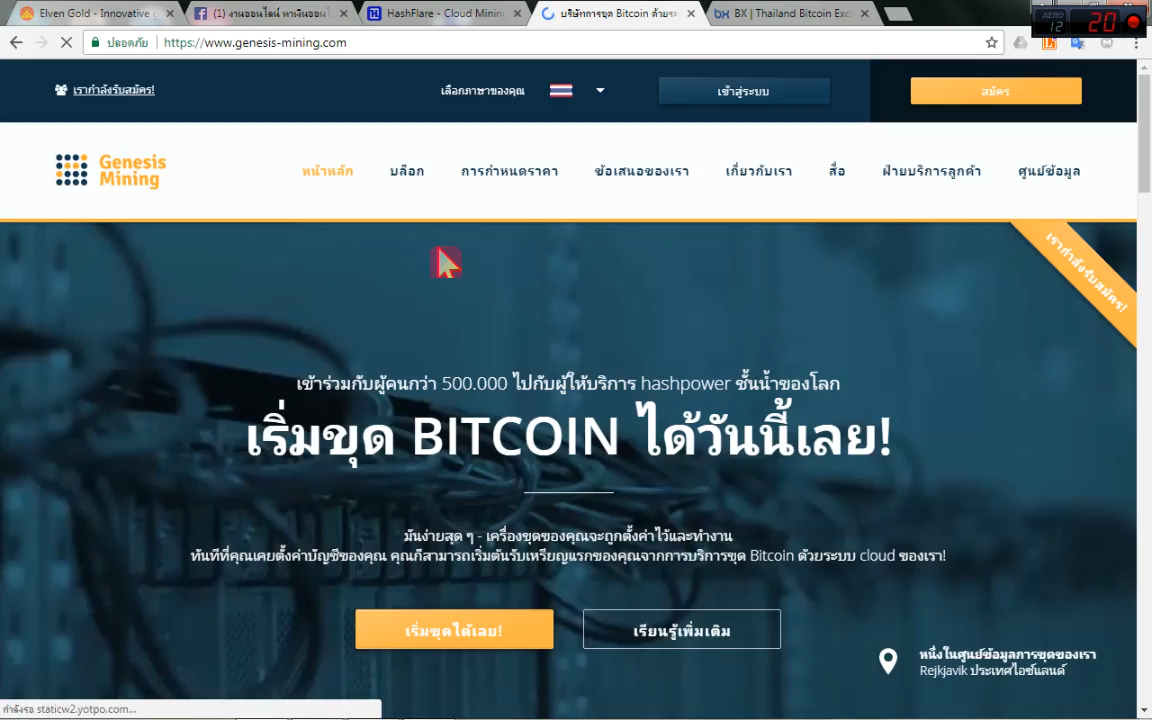 Elven Gold - Innovative g
(1) งานออนไลน์ หาเงินออนไ
HashFlare - Cloud Mining
บริษัทการขุด Bitcoin ด้วยระ
BX | Thailand Bitcoin Exc
AERO
12
20
ปลอดภัย
https://www.genesis-mining.com
เรากำลังรับสมัคร!
เลือกภาษาของคุณ
เข้าสู่ระบบ
สมัคร
Genesis
Mining
หน้าหลัก
บล๊อก
การกำหนดราคา
ข้อเสนอของเรา
เกี่ยวกับเรา
สื่อ
ฝ่ายบริการลูกค้า
ศูนย์ข้อมูล
เรากำลังรับสมัคร!
เข้าร่วมกับผู้คนกว่า 500.000 ไปกับผู้ให้บริการ hashpower ชั้นน้ำของโลก
เริ่มขุด BITCOIN ได้วันนี้เลย!
มันง่ายสุด ๆ - เครื่องขุดของคุณจะถูกตั้งค่าไว้และทำงาน
ทันทีที่คุณเคยตั้งค่าบัญชีของคุณ คุณก็สามารถเริ่มต้นรับเหรียญแรกของคุณจากการบริการขุด Bitcoin ด้วยระบบ cloud ของเรา!
เริ่มขุดได้เลย!
เรียนรู้เพิ่มเติม
หนึ่งในศูนย์ข้อมูลการขุดของเรา
Rejkjavik ประเทศไอซ์แลนด์
กำลังรอ staticw2.yotpo.com...